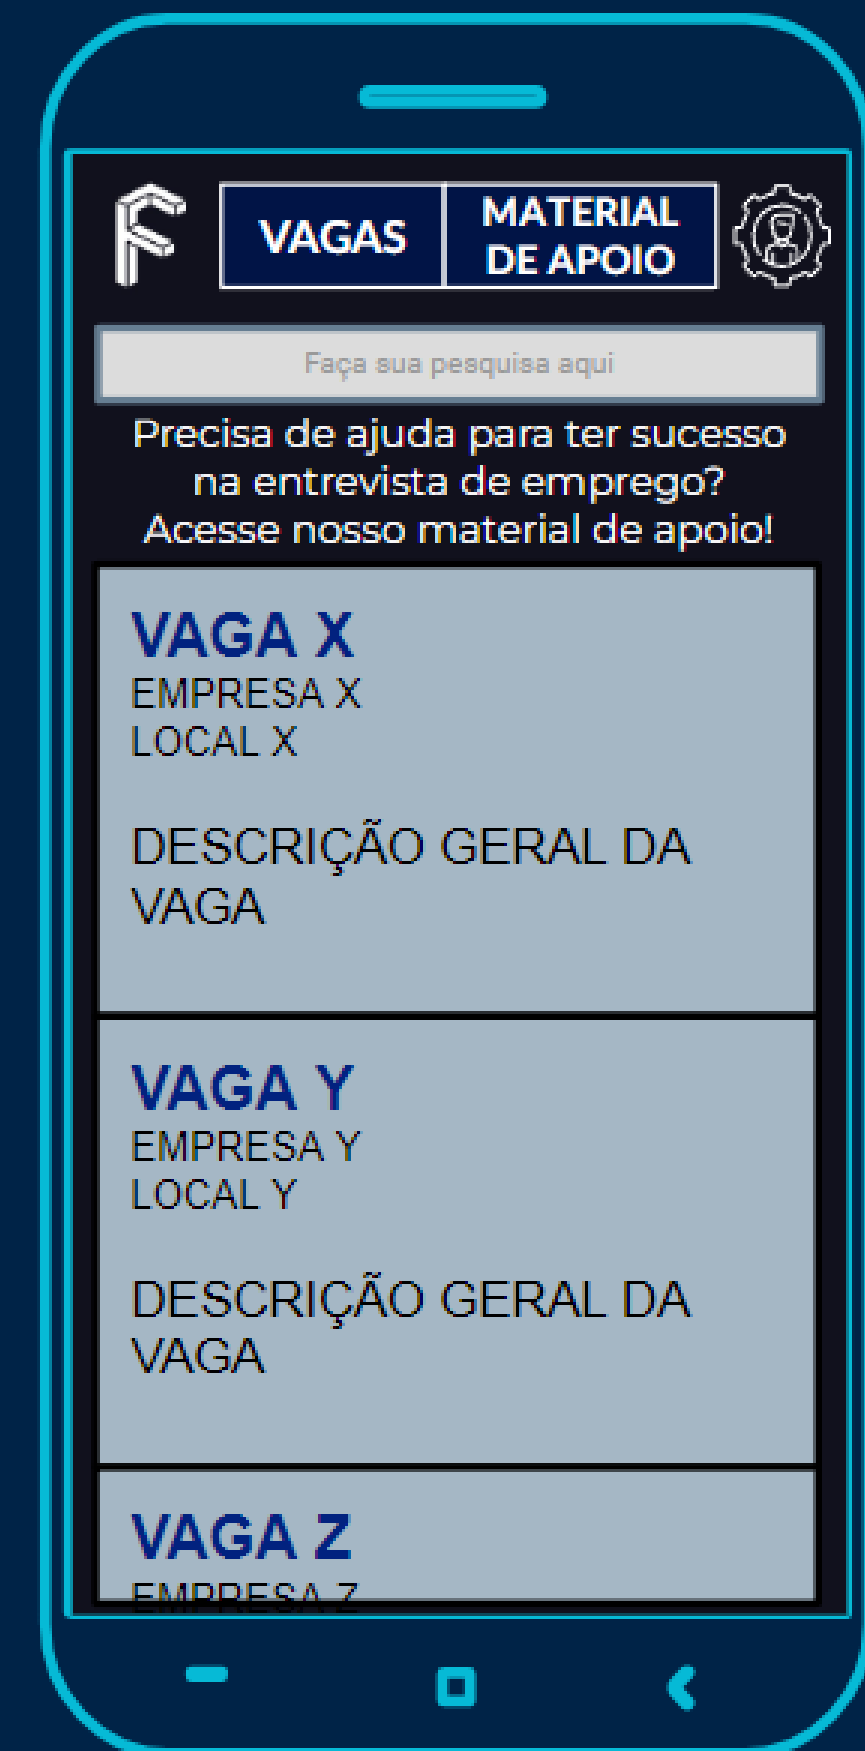 VAGAS
MATERIAL
DE APOIO
Faça sua pesquisa aqui
Precisa de ajuda para ter sucesso
na entrevista de emprego?
Acesse nosso material de apoio!
VAGA X
EMPRESA X
LOCAL X
DESCRIÇÃO GERAL DA
VAGA
VAGA Y
EMPRESA Y
LOCAL Y
DESCRIÇÃO GERAL DA
VAGA
VAGA Z
EMPRESA Z